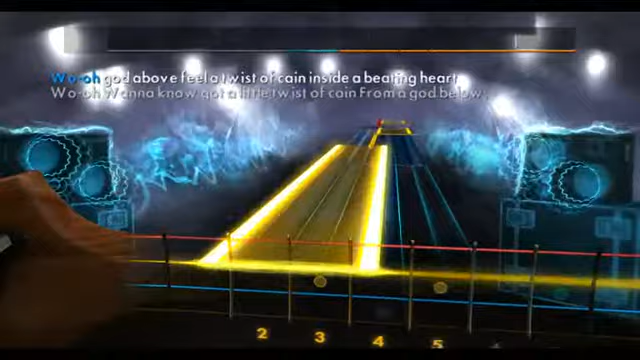 Wo-oh god above feel a twist of cain inside a beating heart
Wo-oh Wanna know got a little twist of cain From a god below
2 3 4 5